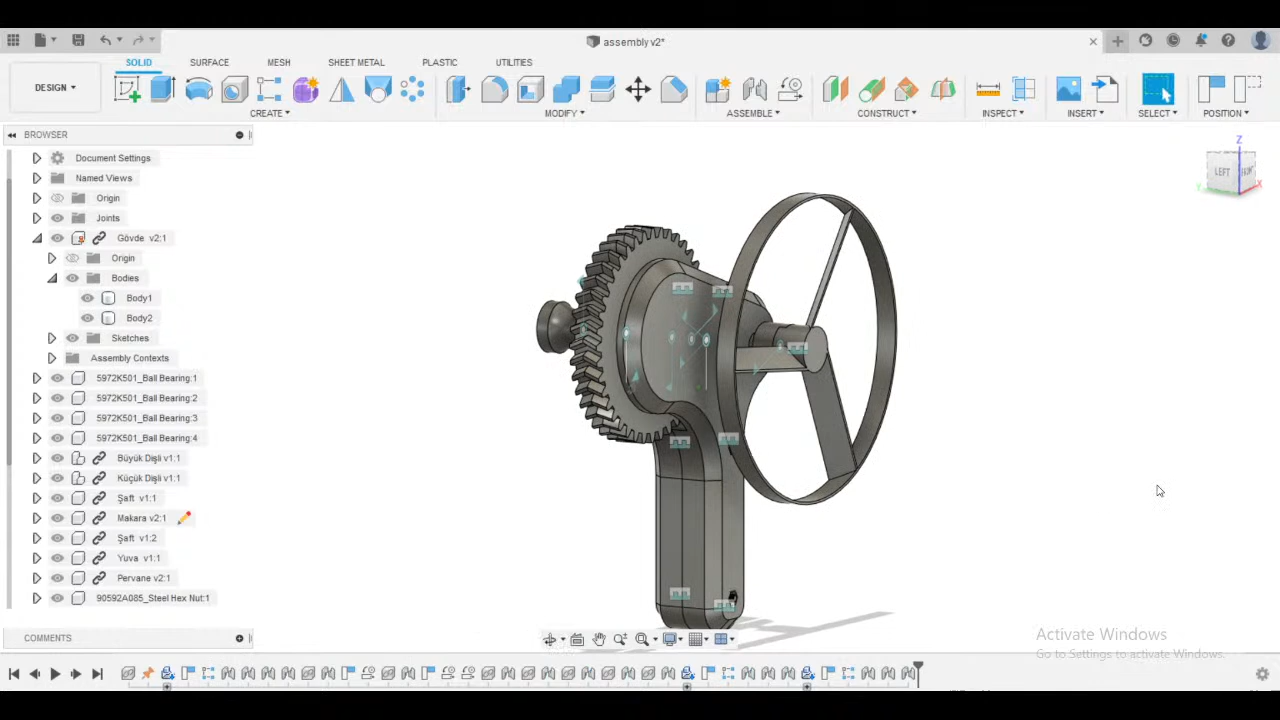 assembly v2*
DESIGN
SOLID SURFACE MESH SHEET METAL PLASTIC UTILITIES
CREATE MODIFY ASSEMBLE CONSTRUCT INSPECT INSERT SELECT POSITION
BROWSER
Document Settings
Named Views
Origin
Joints
Gövde v2:1
Origin
Bodies
Body1
Body2
Sketches
Assembly Contexts
5972K501_Ball Bearing:1
5972K501_Ball Bearing:2
5972K501_Ball Bearing:3
5972K501_Ball Bearing:4
Büyük Dişli v1:1
Küçük Dişli v1:1
Şaft v1:1
Makara v2:1
Şaft v1:2
Yuva v1:1
Pervane v2:1
90592A085_Steel Hex Nut:1
COMMENTS
Z
LEFT
Y
X
Activate Windows
Go to Settings to activate Windows.